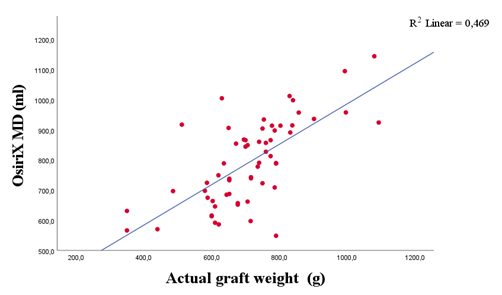 R2 Linear = 0,469
OsiriX MD (ml)
1200,0
1100,0
1000,0
900,0
800,0
700,0
600,0
500,0
200,0 400,0 600,0 800,0 1000,0 1200,0
Actual graft weight (g)